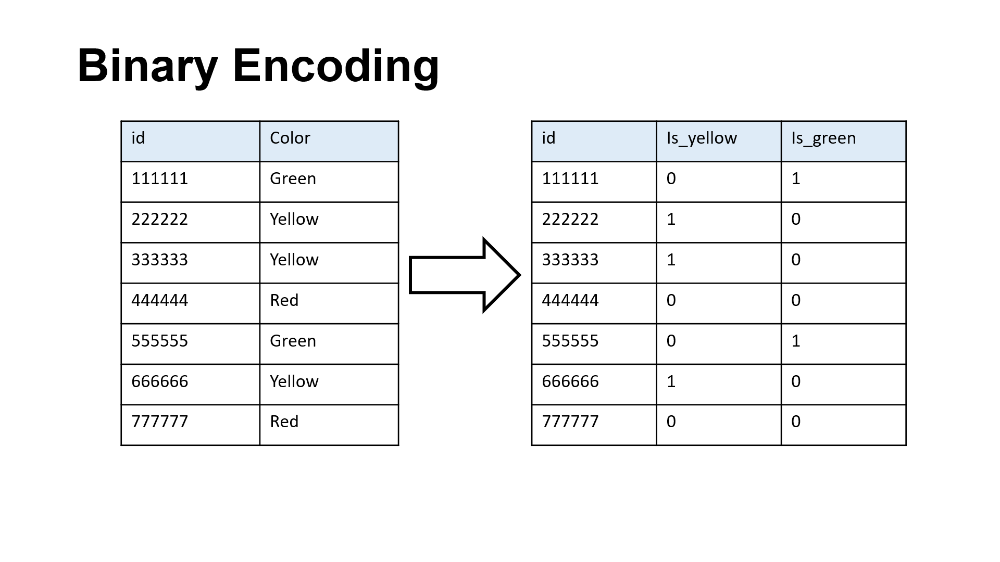 Binary Encoding
id Color
111111 Green
222222 Yellow
333333 Yellow
444444 Red
555555 Green
666666 Yellow
777777 Red
id Is_yellow Is_green
111111 0 1
222222 1 0
333333 1 0
444444 0 0
555555 0 1
666666 1 0
777777 0 0